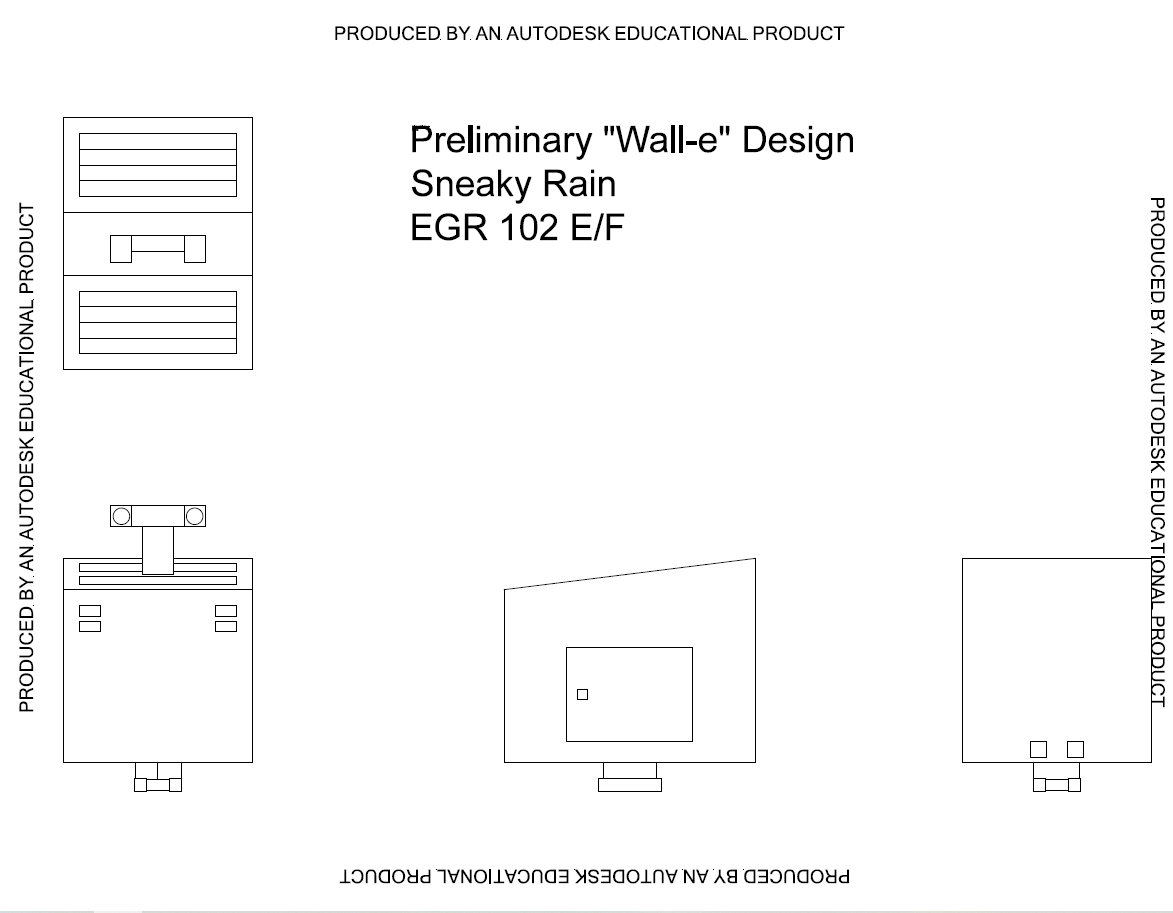 PRODUCED BY AN AUTODESK EDUCATIONAL PRODUCT
Preliminary "Wall-e" Design
Sneaky Rain
EGR 102 E/F
PRODUCED BY AN AUTODESK EDUCATIONAL PRODUCT
PRODUCED BY AN AUTODESK EDUCATIONAL PRODUCT
PRODUCED BY AN AUTODESK EDUCATIONAL PRODUCT